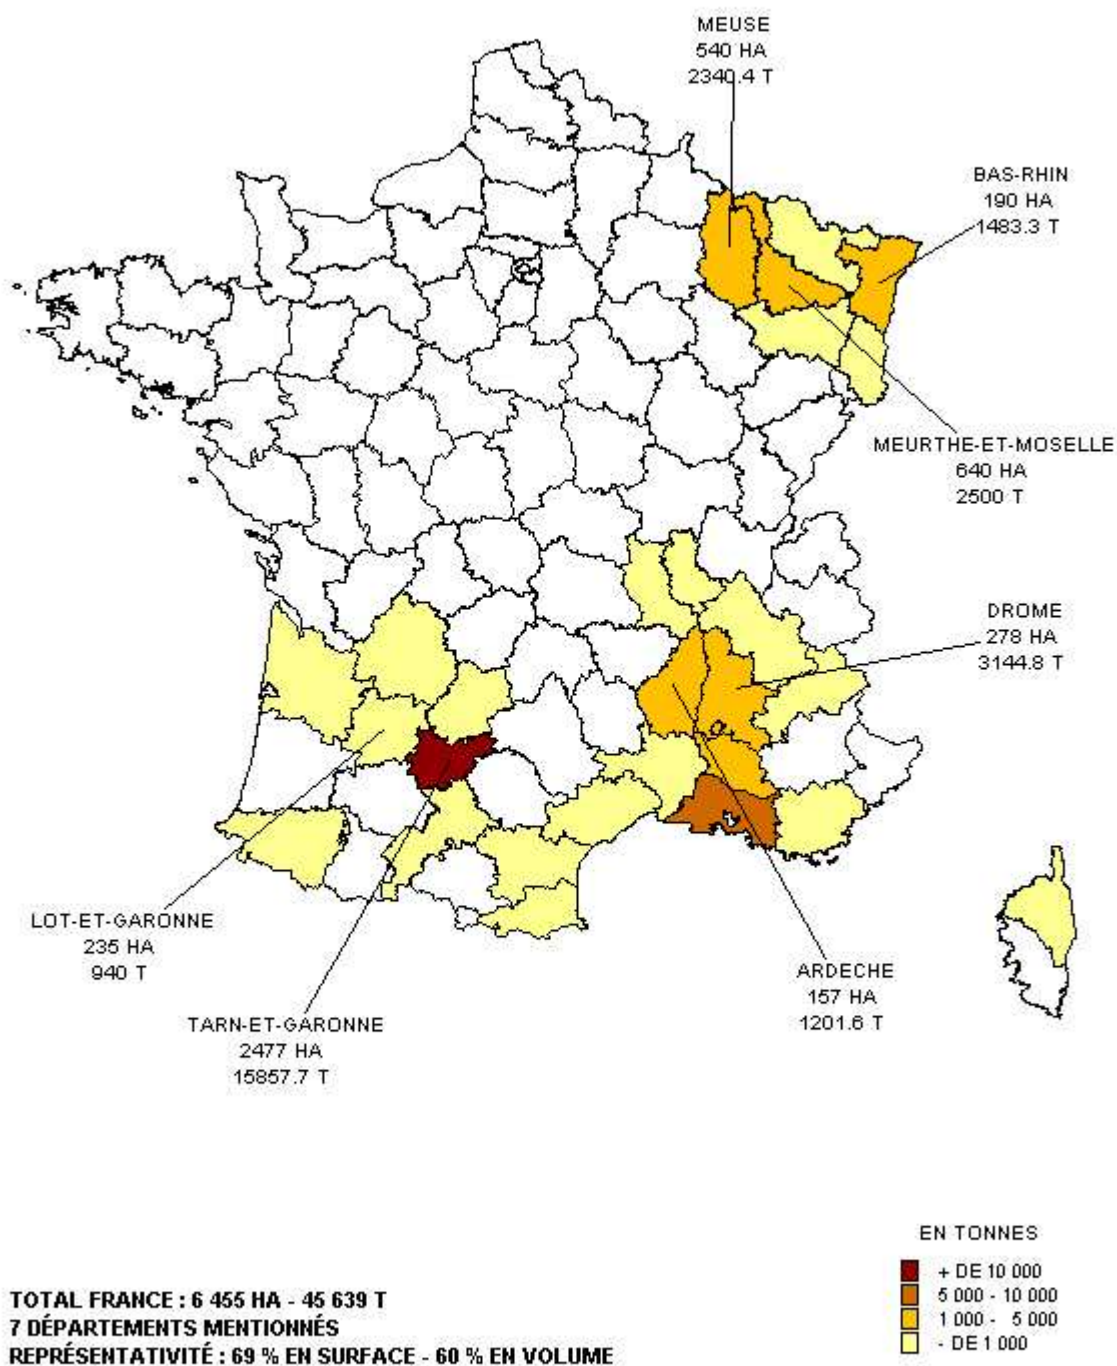 MEUSE
540 HA
2340.4 T
BAS-RHIN
190 HA
1483.3 T
MEURTHE-ET-MOSELLE
640 HA
2500 T
DROME
278 HA
3144.8 T
LOT-ET-GARONNE
235 HA
940 T
ARDECHE
157 HA
1201.6 T
TARN-ET-GARONNE
2477 HA
15857.7 T
EN TONNES
+ DE 10 000
5 000 - 10 000
1 000 - 5 000
- DE 1 000
TOTAL FRANCE : 6 455 HA - 45 639 T
7 DÉPARTEMENTS MENTIONNÉS
REPRÉSENTATIVITÉ : 69 % EN SURFACE - 60 % EN VOLUME